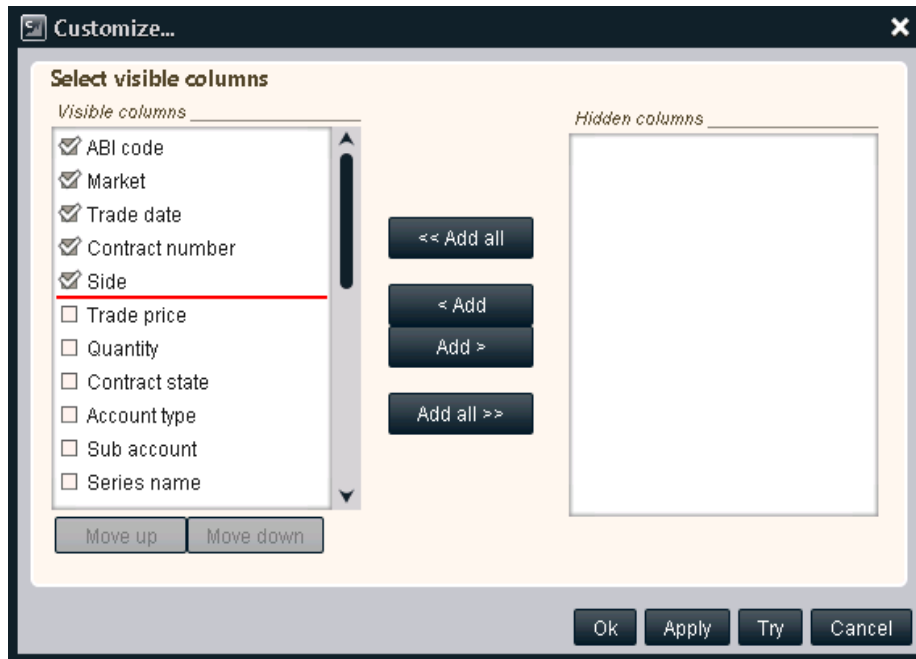 Customize...
Select visible columns
Visible columns
Hidden columns
ABI code
Market
Trade date
Contract number
Side
Trade price
Quantity
Contract state
Account type
Sub account
Series name
<< Add all
< Add
Add >
Add all >>
Move up
Move down
Ok
Apply
Try
Cancel